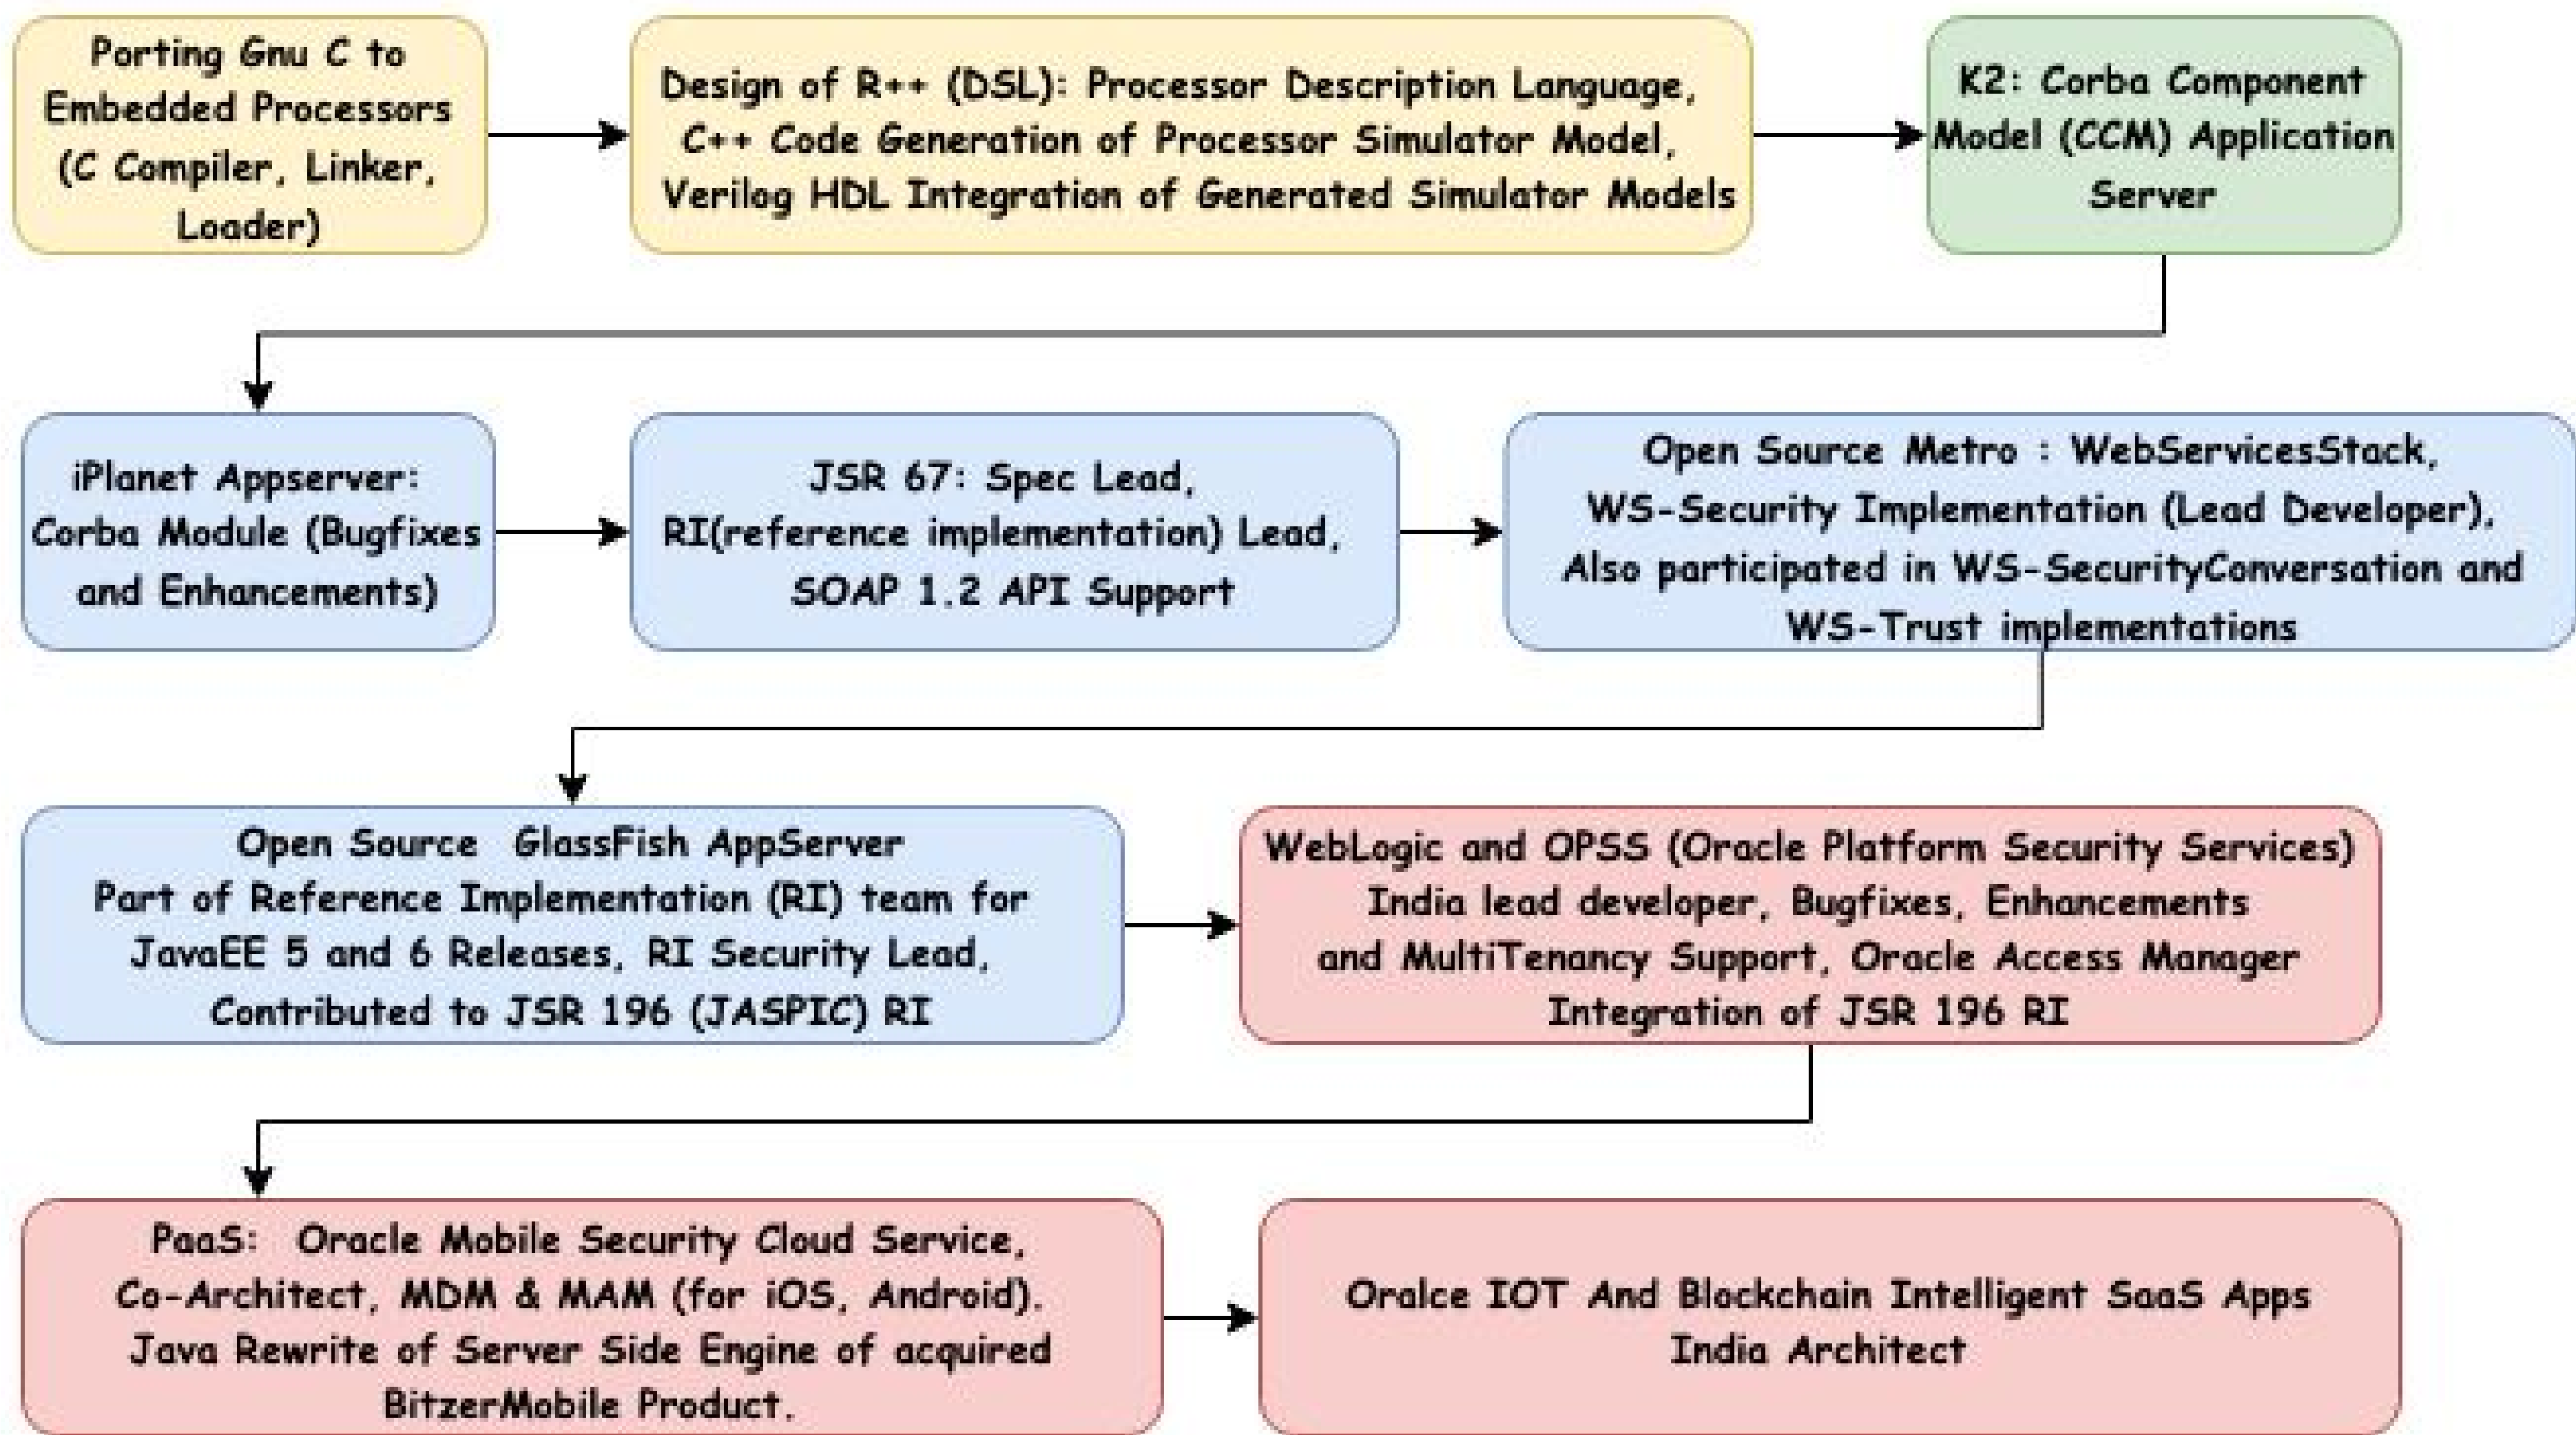 Porting Gnu C to
Embedded Processors
(C Compiler, Linker,
Loader)
Design of R++ (DSL): Processor Description Language,
C++ Code Generation of Processor Simulator Model,
Verilog HDL Integration of Generated Simulator Models
K2: Corba Component
Model (CCM) Application
Server
iPlanet Appserver:
Corba Module (Bugfixes
and Enhancements)
JSR 67: Spec Lead,
RI(reference implementation) Lead,
SOAP 1.2 API Support
Open Source Metro : WebServicesStack,
WS-Security Implementation (Lead Developer),
Also participated in WS-SecurityConversation and
WS-Trust implementations
Open Source GlassFish AppServer
Part of Reference Implementation (RI) team for
JavaEE 5 and 6 Releases, RI Security Lead,
Contributed to JSR 196 (JASPIC) RI
WebLogic and OPSS (Oracle Platform Security Services)
India lead developer, Bugfixes, Enhancements
and MultiTenancy Support, Oracle Access Manager
Integration of JSR 196 RI
PaaS: Oracle Mobile Security Cloud Service,
Co-Architect, MDM & MAM (for iOS, Android).
Java Rewrite of Server Side Engine of acquired
BitzerMobile Product.
Oralce IOT And Blockchain Intelligent SaaS Apps
India Architect